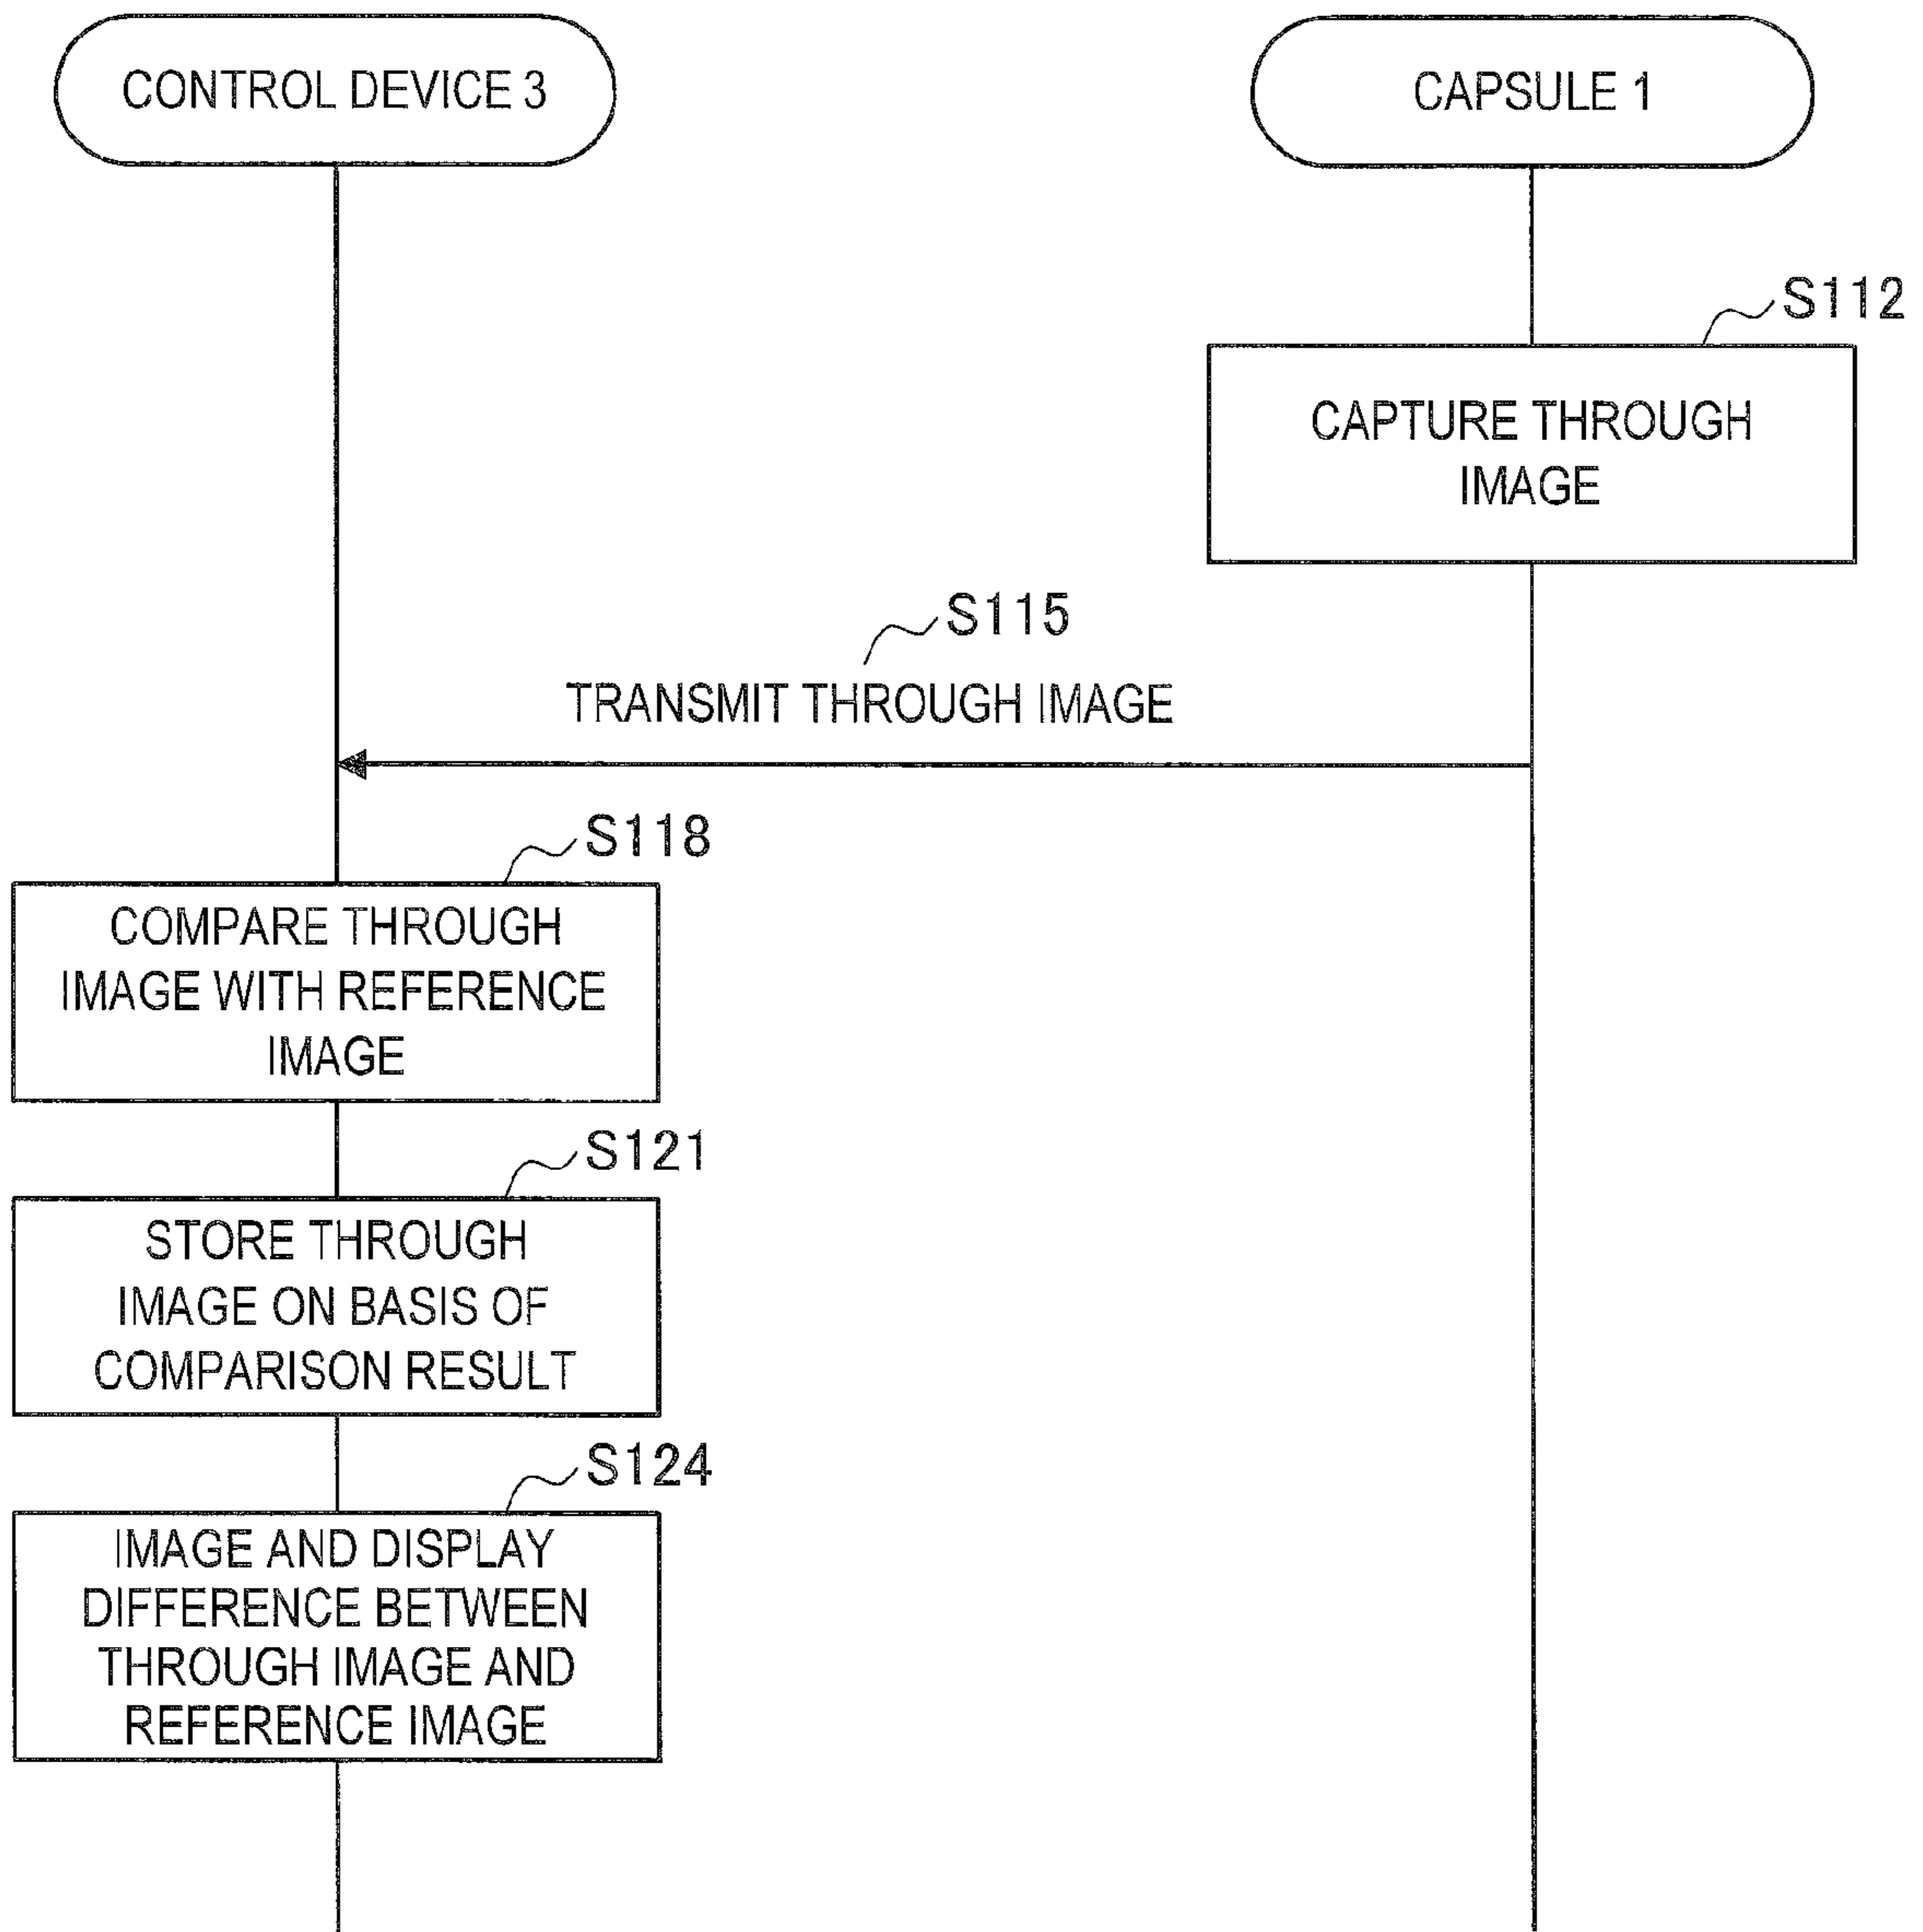 CONTROL DEVICE 3
CAPSULE 1
S112
CAPTURE THROUGH
IMAGE
S115
TRANSMIT THROUGH IMAGE
S118
COMPARE THROUGH
IMAGE WITH REFERENCE
IMAGE
S121
STORE THROUGH
IMAGE ON BASIS OF
COMPARISON RESULT
S124
IMAGE AND DISPLAY
DIFFERENCE BETWEEN
THROUGH IMAGE AND
REFERENCE IMAGE